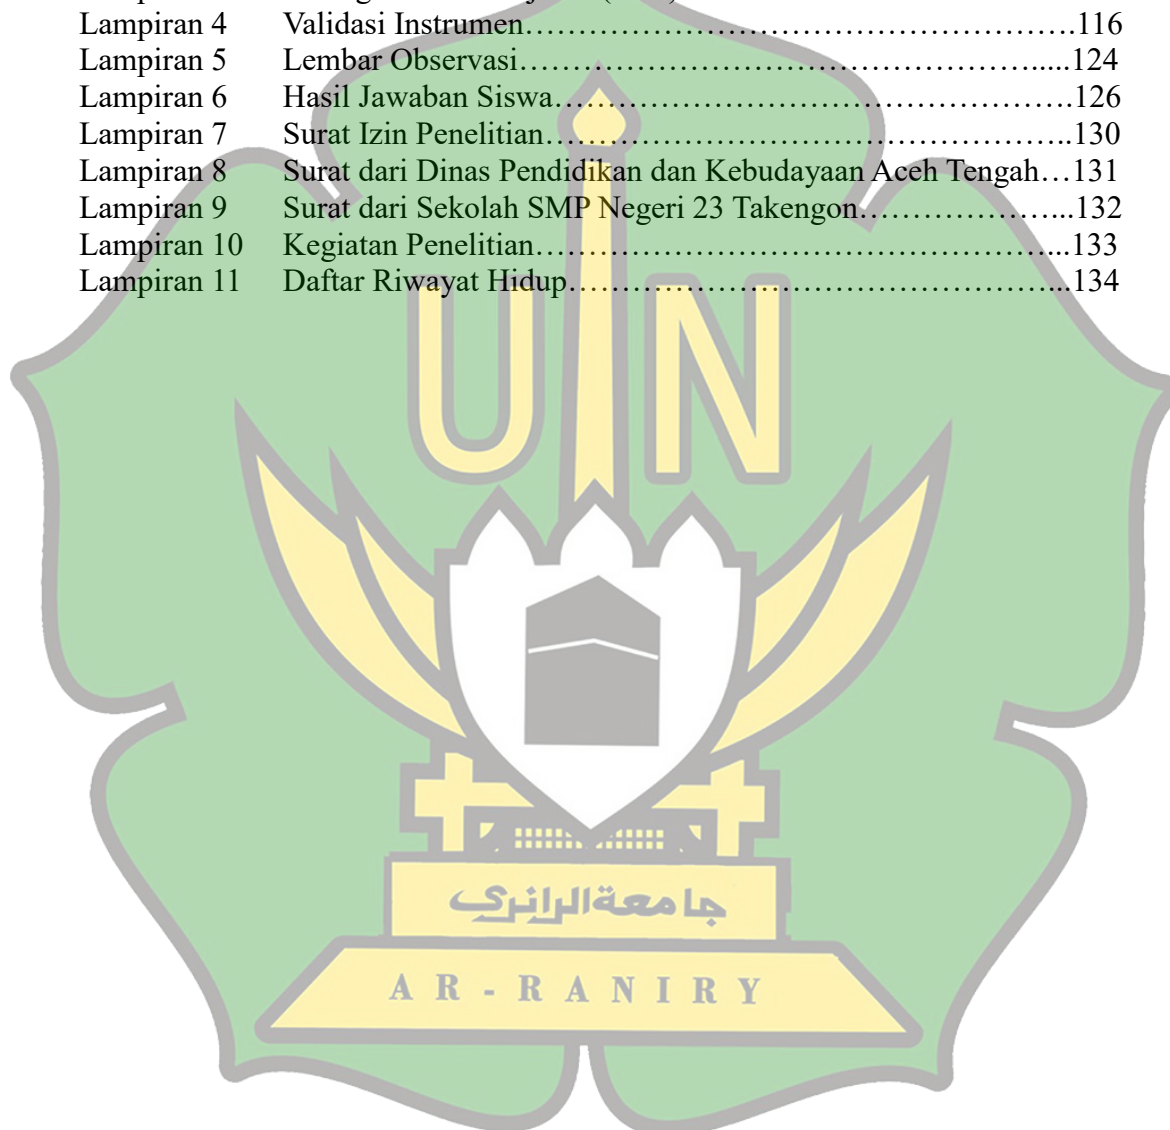 Lampiran 4 Validasi Instrumen……………………………………………….116
Lampiran 5 Lembar Observasi……………………………………………......124
Lampiran 6 Hasil Jawaban Siswa…………………………………………….126
Lampiran 7 Surat Izin Penelitian……………………………………………..130
Lampiran 8 Surat dari Dinas Pendidikan dan Kebudayaan Aceh Tengah…131
Lampiran 9 Surat dari Sekolah SMP Negeri 23 Takengon…………………..132
Lampiran 10 Kegiatan Penelitian……………………………………………....133
Lampiran 11 Daftar Riwayat Hidup…………………………………………...134
UIN
جامعة الرانري
AR-RANIRY